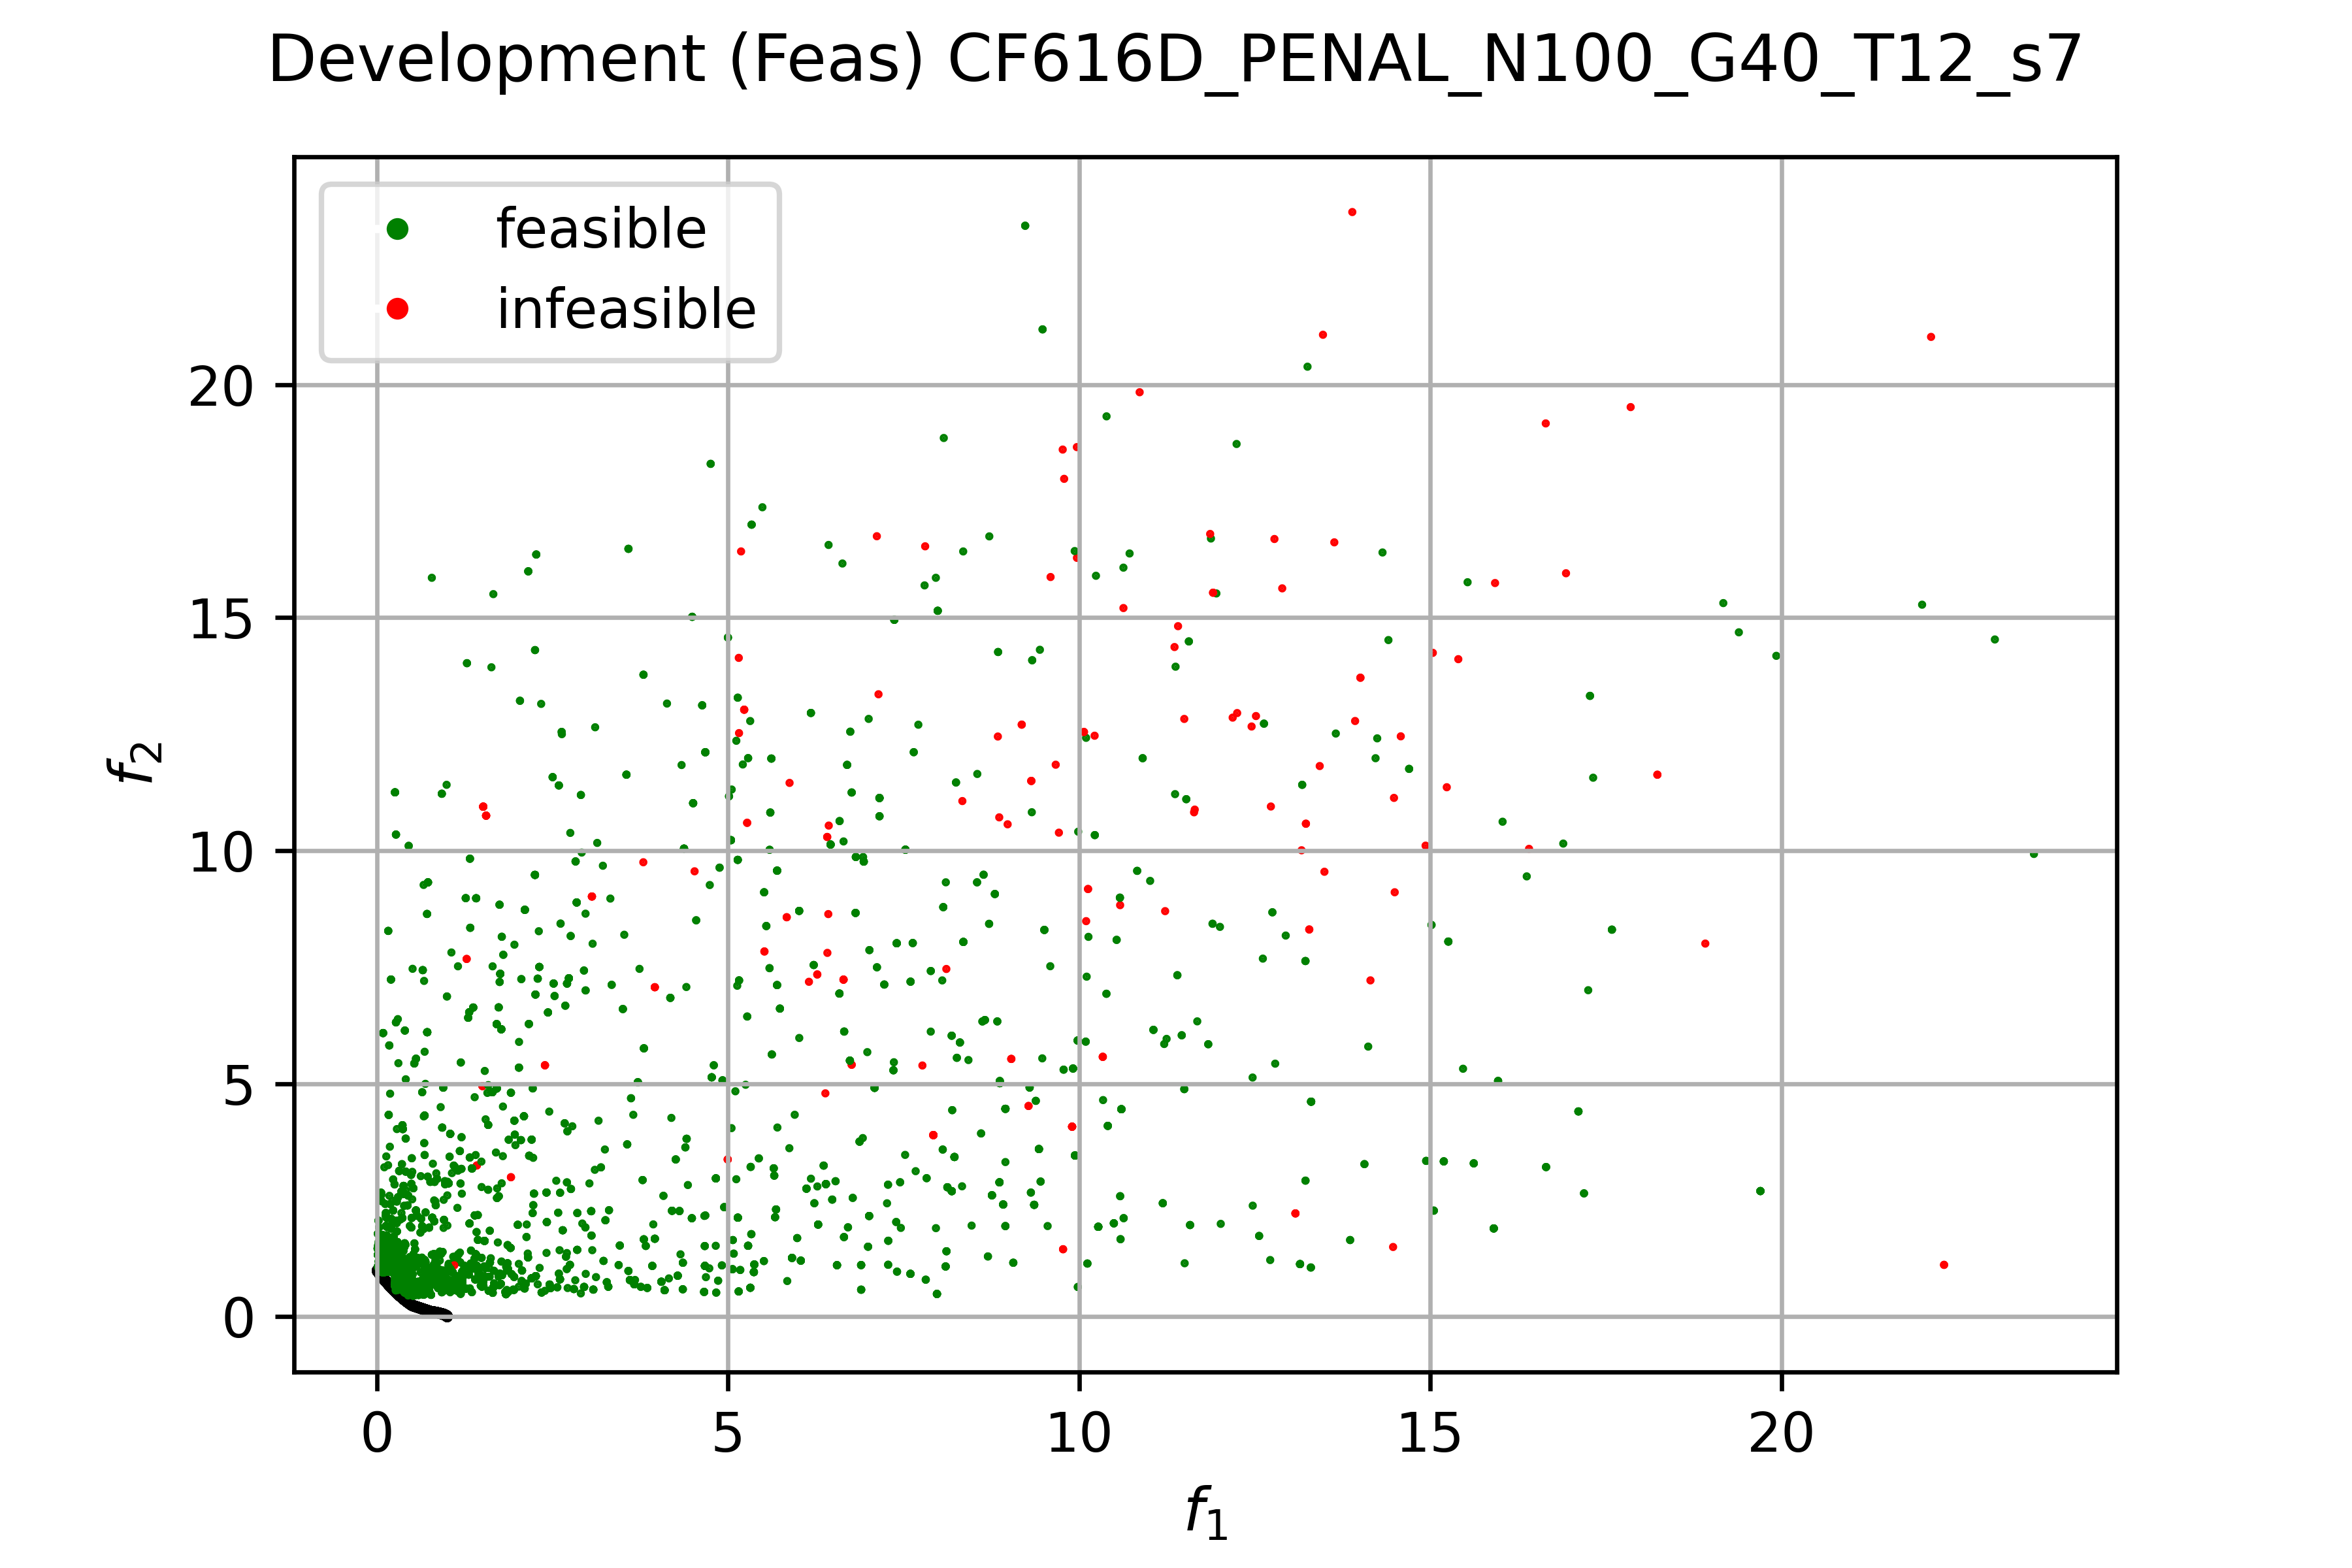 Development (Feas) CF616D_PENAL_N100_G40_T12_s7
feasible
infeasible
20
15
10
5
0
f2
0 5 10 15 20
f1